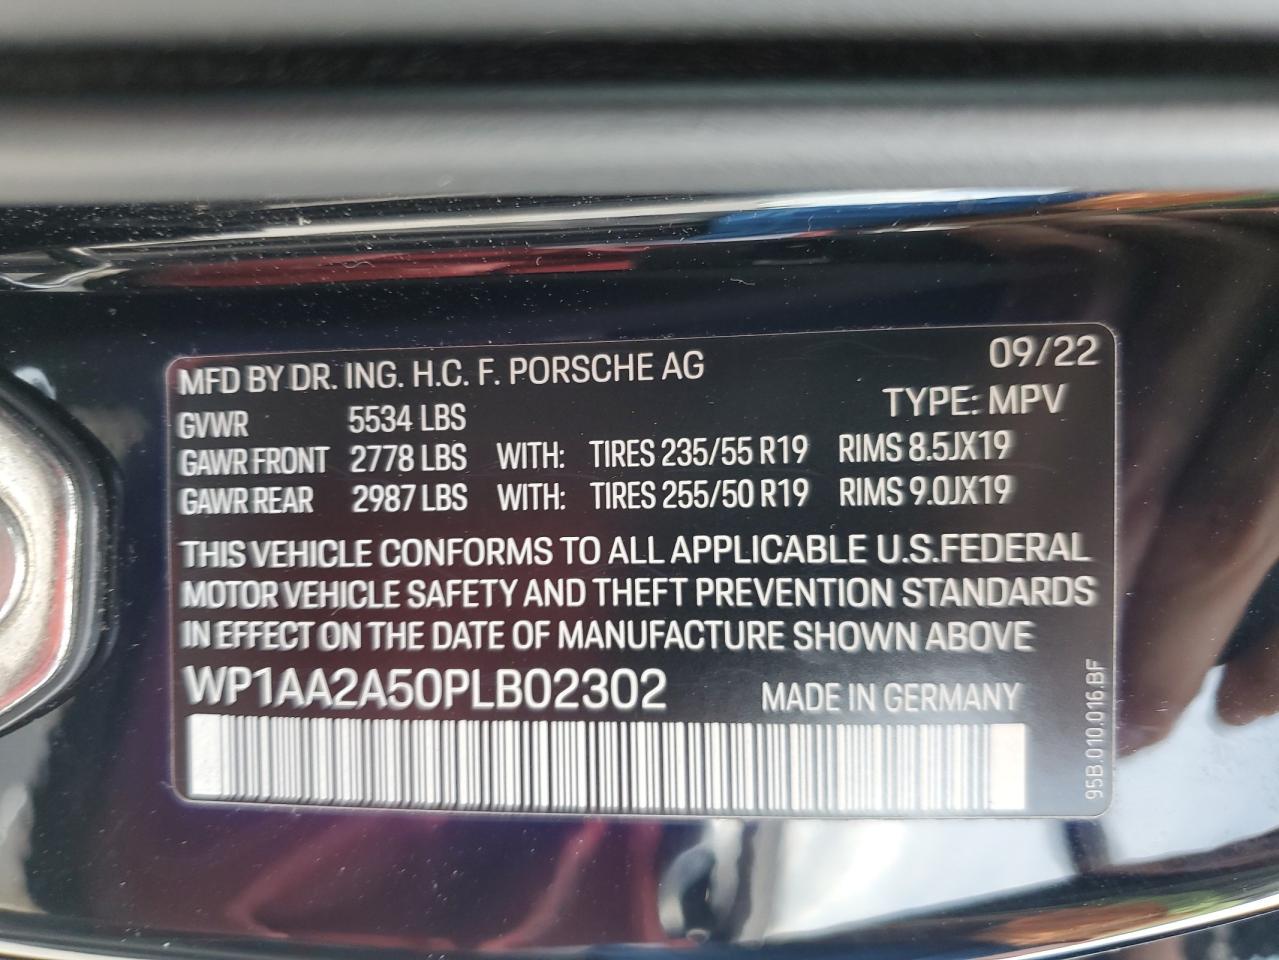 MFD BY DR. ING. H.C. F. PORSCHE AG 09/22
GVWR 5534 LBS TYPE: MPV
GAWR FRONT 2778 LBS WITH: TIRES 235/55 R19 RIMS 8.5JX19
GAWR REAR 2987 LBS WITH: TIRES 255/50 R19 RIMS 9.0JX19
THIS VEHICLE CONFORMS TO ALL APPLICABLE U.S.FEDERAL
MOTOR VEHICLE SAFETY AND THEFT PREVENTION STANDARDS
IN EFFECT ON THE DATE OF MANUFACTURE SHOWN ABOVE
WP1AA2A50PLB02302 MADE IN GERMANY
95B.010.016.BF